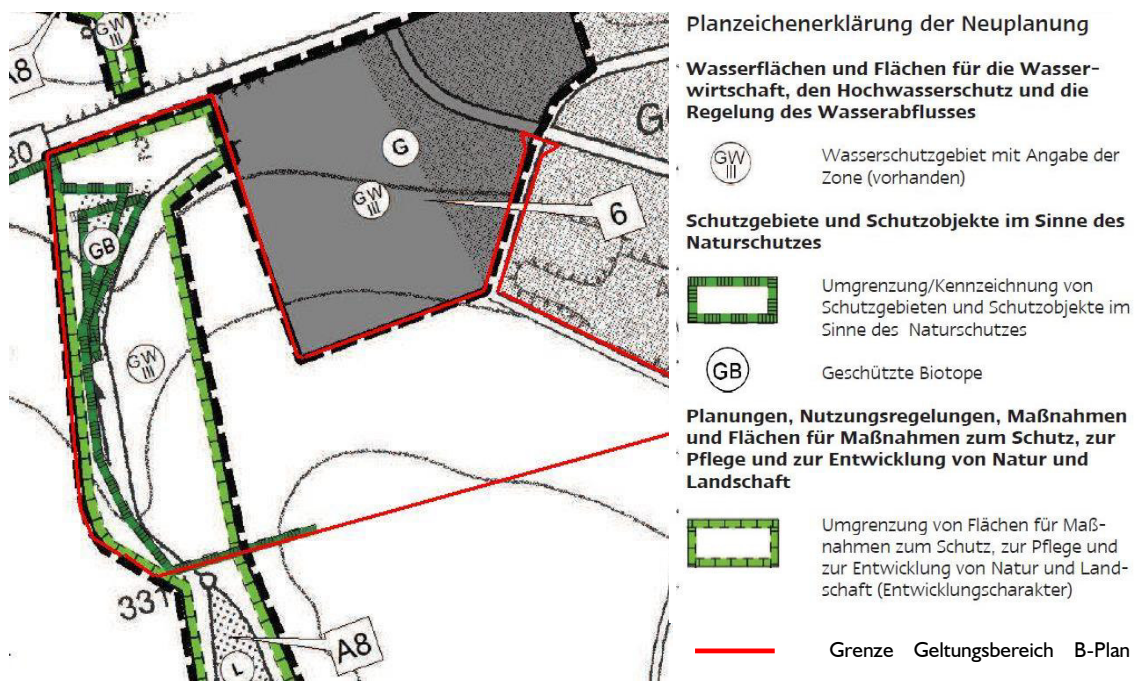 GW
III
A8
30
G
GW
III
6
GB
GW
III
331
A8
L
Planzeichenerklärung der Neuplanung
Wasserflächen und Flächen für die Wasser-
wirtschaft, den Hochwasserschutz und die
Regelung des Wasserabflusses
GW
III
Wasserschutzgebiet mit Angabe der
Zone (vorhanden)
Schutzgebiete und Schutzobjekte im Sinne des
Naturschutzes
Umgrenzung/Kennzeichnung von
Schutzgebieten und Schutzobjekte im
Sinne des Naturschutzes
GB
Geschützte Biotope
Planungen, Nutzungsregelungen, Maßnahmen
und Flächen für Maßnahmen zum Schutz, zur
Pflege und zur Entwicklung von Natur und
Landschaft
Umgrenzung von Flächen für Maß-
nahmen zum Schutz, zur Pflege und
zur Entwicklung von Natur und Land-
schaft (Entwicklungscharakter)
Grenze Geltungsbereich B-Plan